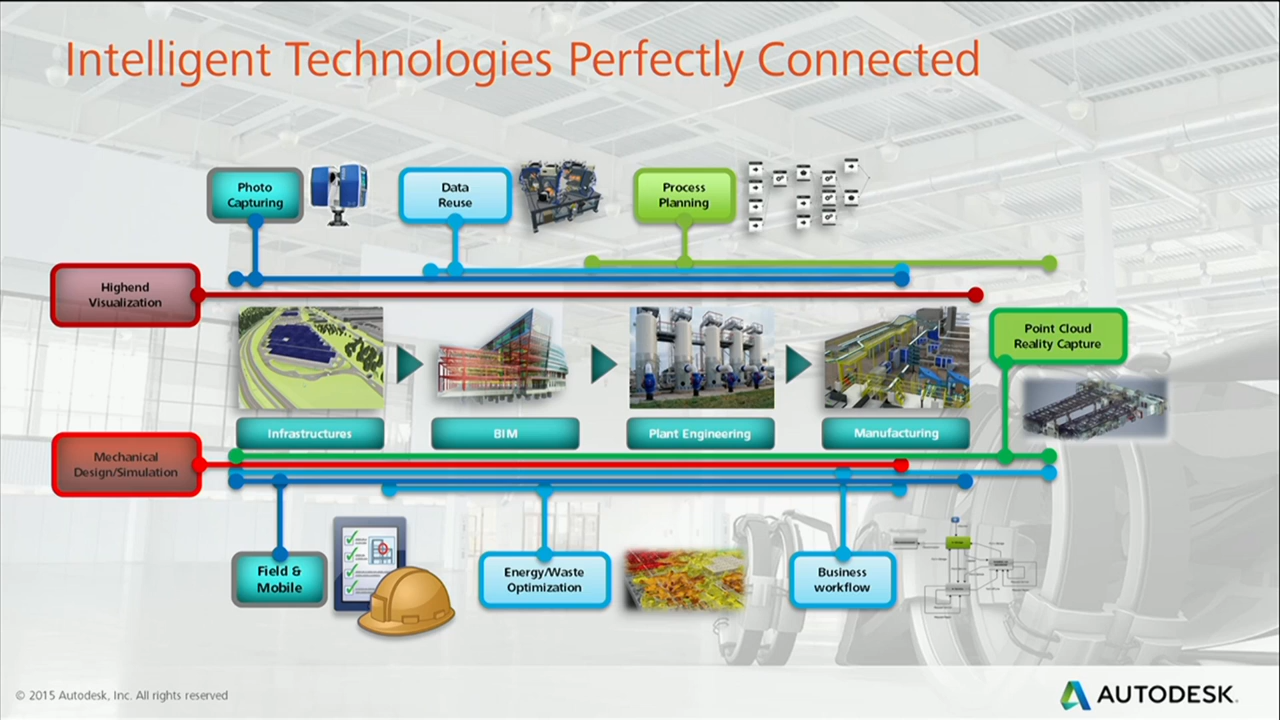 Intelligent Technologies Perfectly Connected
Photo
Capturing
Data
Reuse
Process
Planning
Highend
Visualization
Point Cloud
Reality Capture
Infrastructures
BIM
Plant Engineering
Manufacturing
Mechanical
Design/Simulation
Field &
Mobile
Energy/Waste
Optimization
Business
workflow
© 2015 Autodesk, Inc. All rights reserved
AUTODESK.